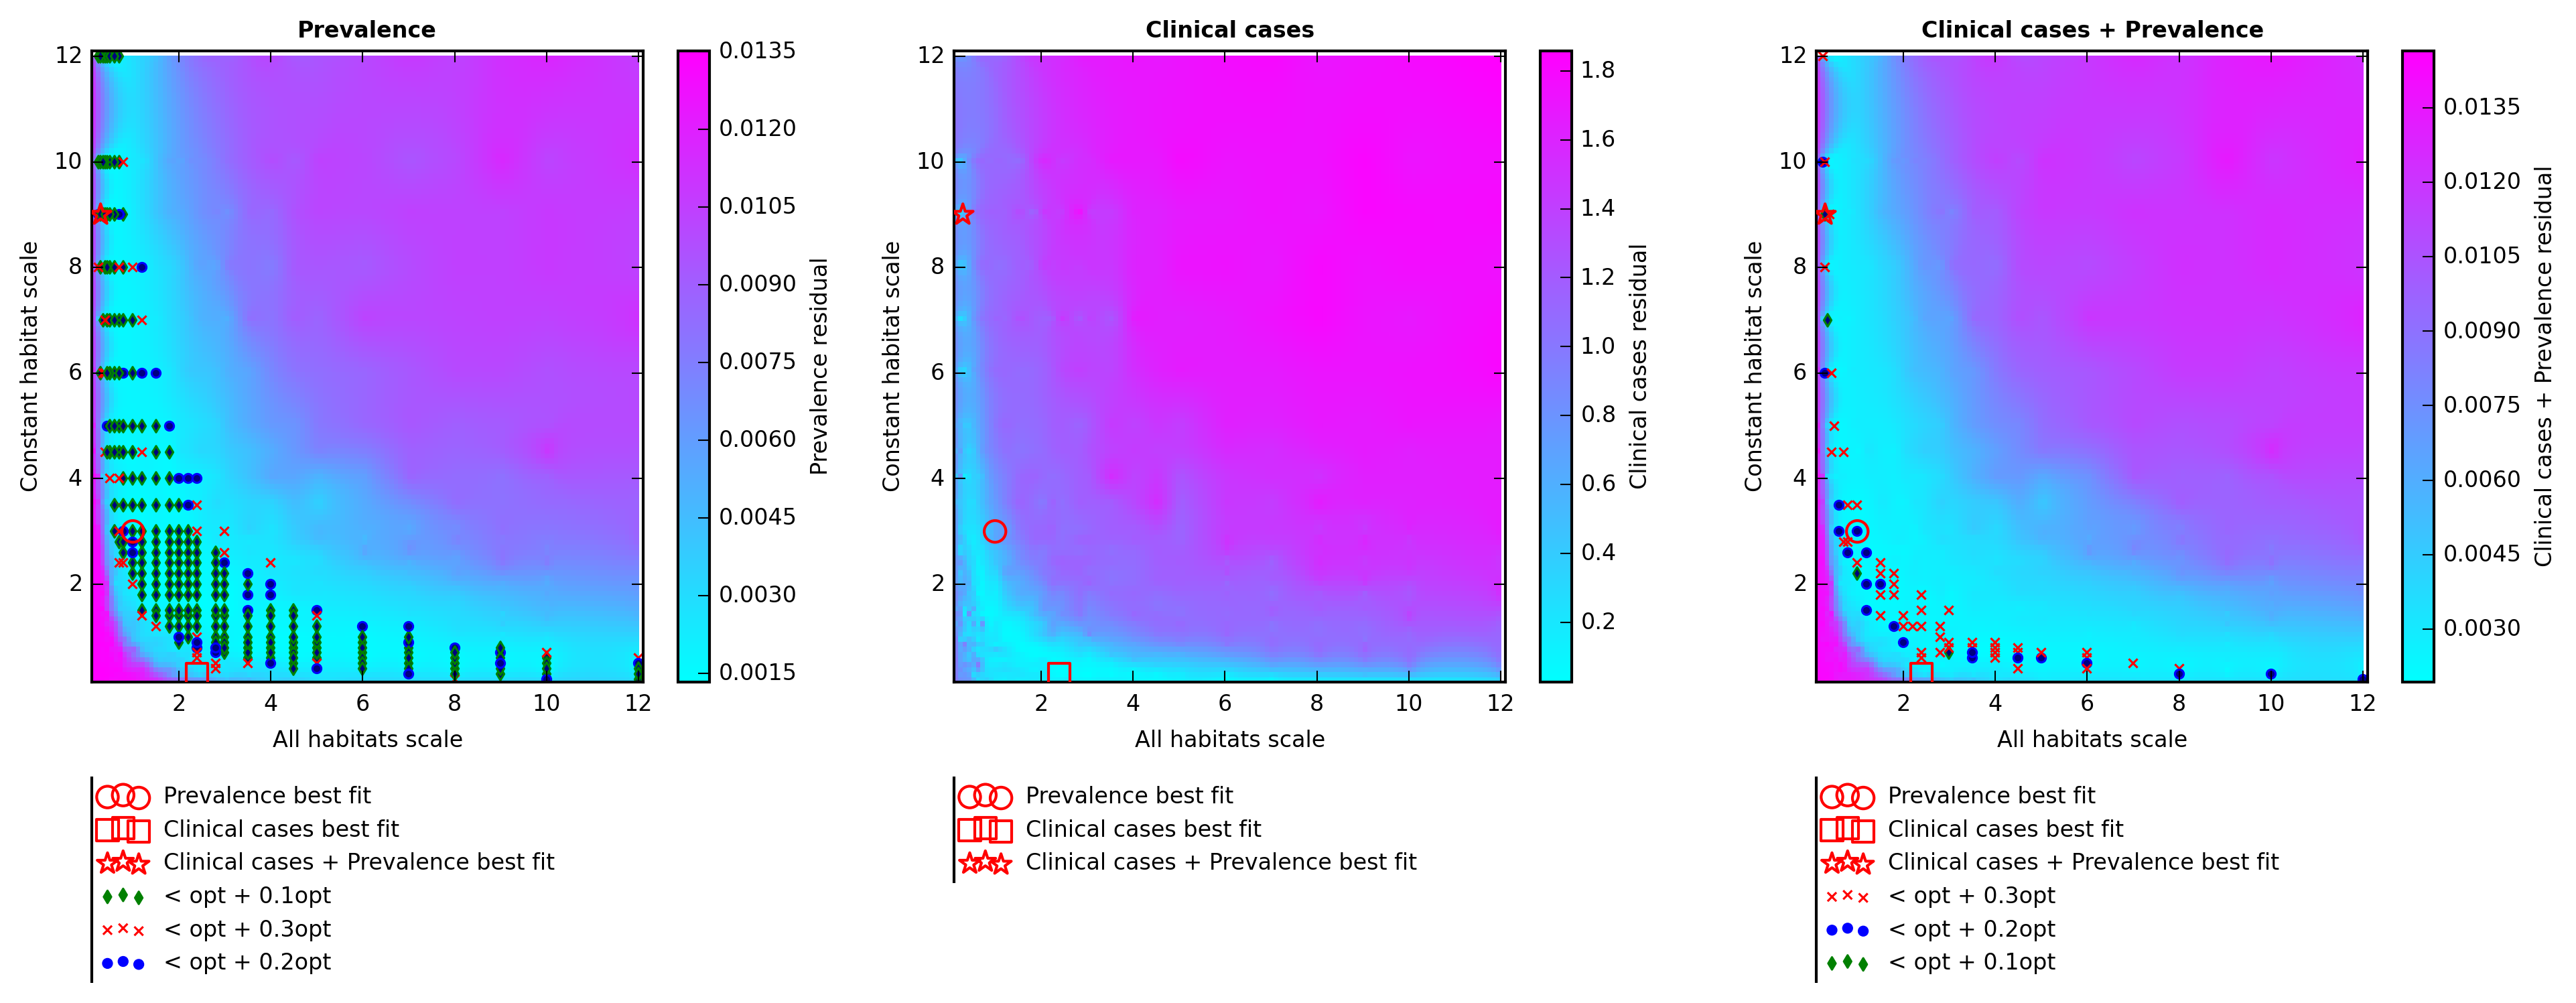 Prevalence
Clinical cases
Clinical cases + Prevalence
Constant habitat scale
12
10
8
6
4
2
2 4 6 8 10 12
All habitats scale
0.0135
0.0120
0.0105
0.0090
0.0075
0.0060
0.0045
0.0030
0.0015
Prevalence residual
Constant habitat scale
12
10
8
6
4
2
2 4 6 8 10 12
All habitats scale
1.8
1.6
1.4
1.2
1.0
0.8
0.6
0.4
0.2
Clinical cases residual
Constant habitat scale
12
10
8
6
4
2
2 4 6 8 10 12
All habitats scale
0.0135
0.0120
0.0105
0.0090
0.0075
0.0060
0.0045
0.0030
Clinical cases + Prevalence residual
Prevalence best fit
Clinical cases best fit
Clinical cases + Prevalence best fit
< opt + 0.1opt
< opt + 0.3opt
< opt + 0.2opt
Prevalence best fit
Clinical cases best fit
Clinical cases + Prevalence best fit
Prevalence best fit
Clinical cases best fit
Clinical cases + Prevalence best fit
< opt + 0.3opt
< opt + 0.2opt
< opt + 0.1opt